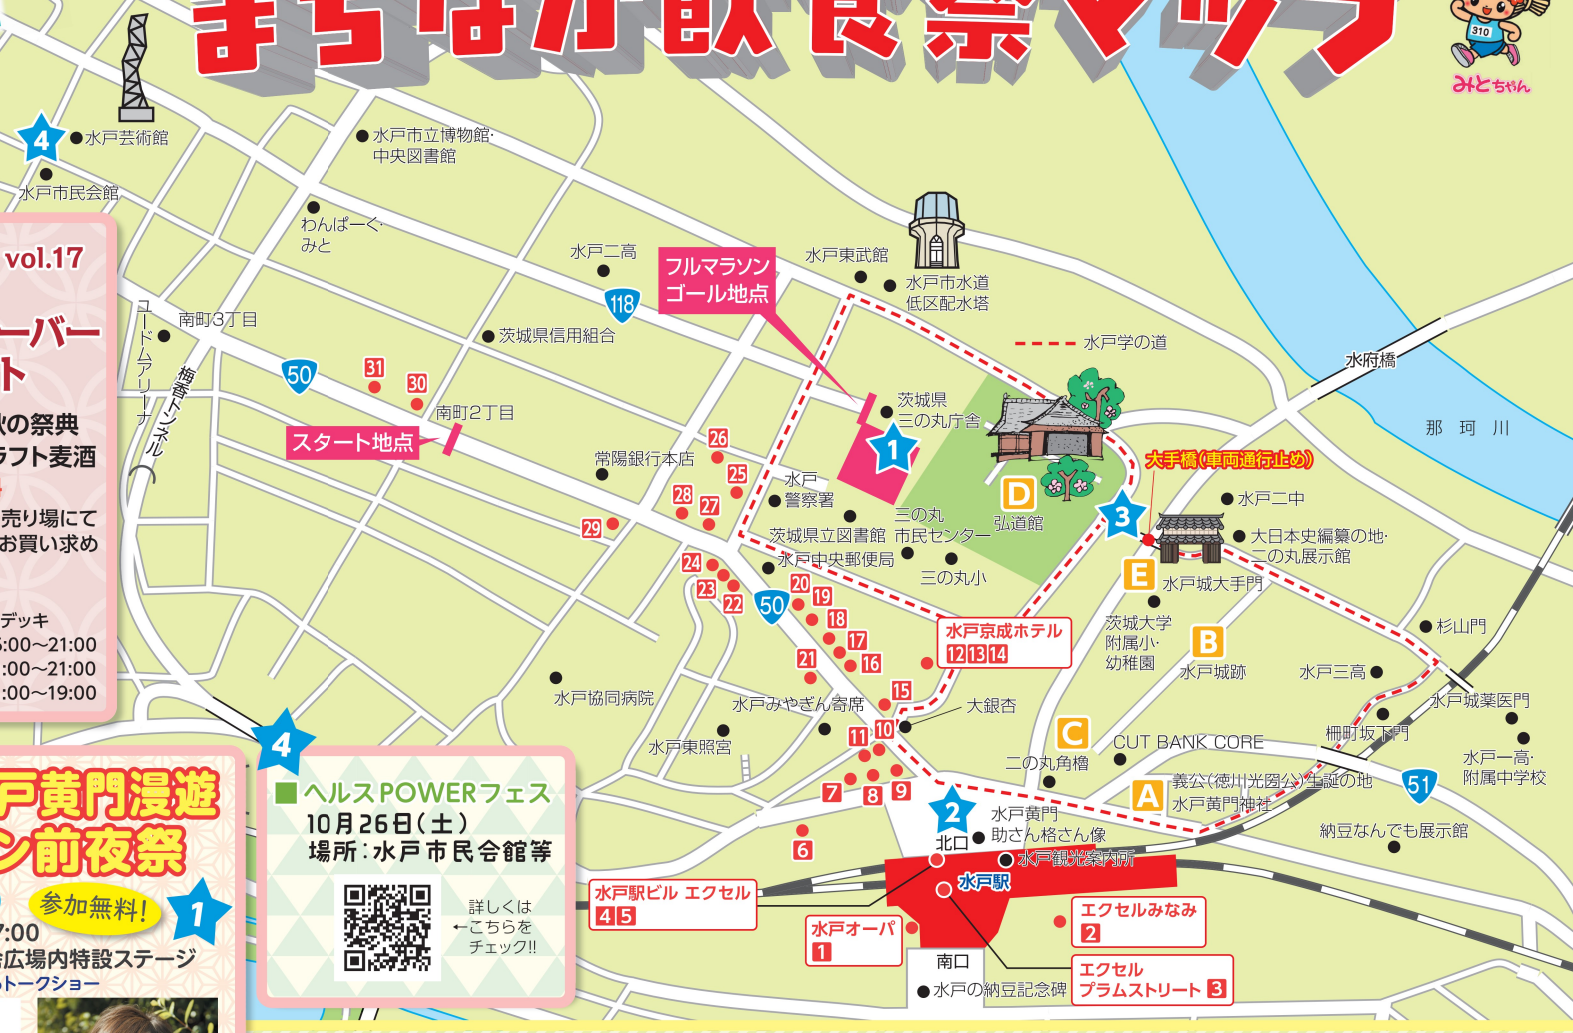 まちなか飲食祭マップ
310
みとちゃん
4
水戸芸術館
水戸市民会館
水戸市立博物館・
中央図書館
わんぱーく・
みと
水戸二高
118
フルマラソン
ゴール地点
水戸東武館
水戸市水道
低区配水塔
水戸学の道
水府橋
那珂川
vol.17
ーバー
ト
の祭典
ラフト麦酒
売り場にて
お買い求め
デッキ
:00～21:00
:00～21:00
:00～19:00
ユードムアリーナ
南町3丁目
梅香トンネル
50
31
30
南町2丁目
スタート地点
茨城県信用組合
常陽銀行本店
26
25
28
27
29
24
23
22
50
20
19
18
17
16
21
15
水戸
警察署
茨城県立図書館
水戸中央郵便局
茨城県
三の丸庁舎
1
三の丸
市民センター
三の丸小
D
弘道館
大手橋(車両通行止め)
3
水戸二中
大日本史編纂の地・
二の丸展示館
E
水戸城大手門
茨城大学
附属小・
幼稚園
B
水戸城跡
杉山門
水戸三高
水戸城薬医門
柵町坂下門
水戸一高・
附属中学校
水戸京成ホテル
12 13 14
大銀杏
水戸協同病院
水戸みやぎん寄席
水戸東照宮
11
10
7
8
9
6
C
二の丸角櫓
CUT BANK CORE
A
義公(徳川光圀公)生誕の地
水戸黄門神社
51
納豆なんでも展示館
2
水戸黄門
助さん格さん像
北口
水戸観光案内所
水戸駅
水戸駅ビル エクセル
4 5
水戸オーパ
1
エクセルみなみ
2
エクセル
プラムストリート 3
南口
水戸の納豆記念碑
4
■ヘルスPOWERフェス
10月26日(土)
場所：水戸市民会館等
詳しくは
←こちらを
チェック!!
戸黄門漫遊
ン前夜祭
参加無料!
1
7:00
広場内特設ステージ
トークショー